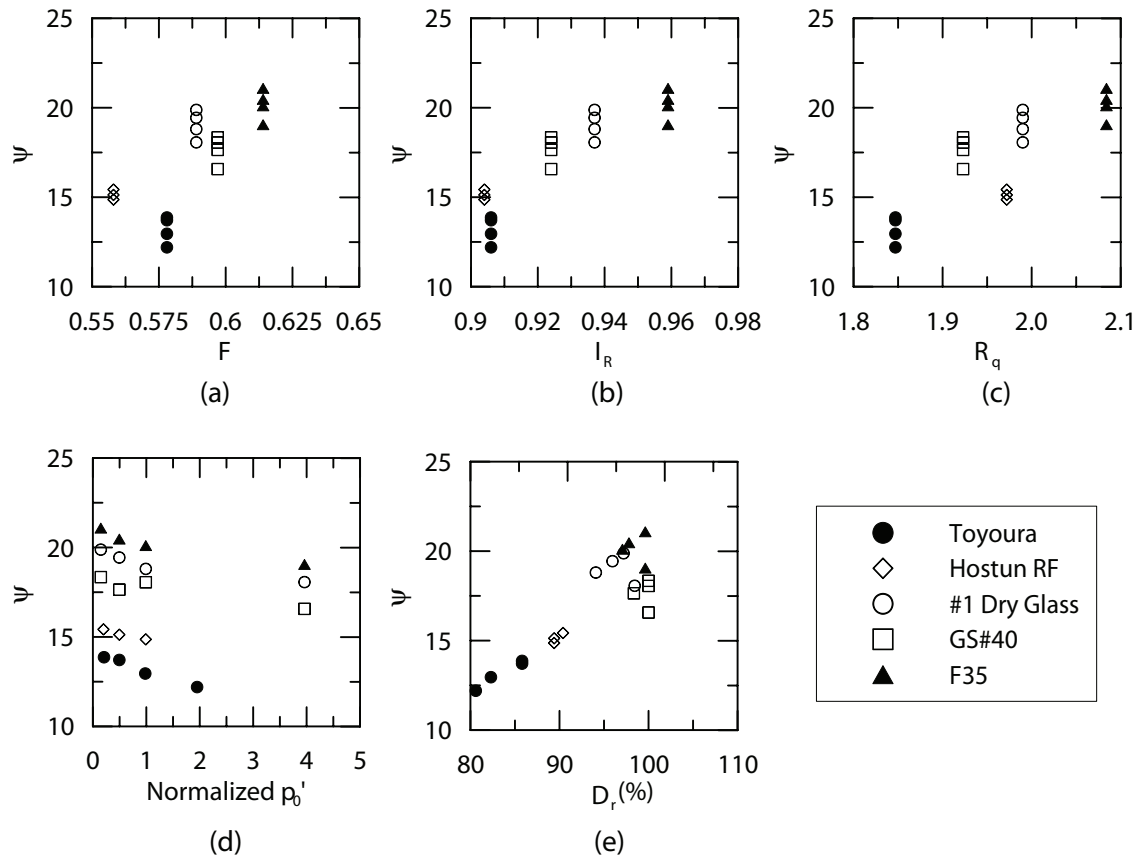 25
20
ψ
15
10
0.55 0.575 0.6 0.625 0.65
F
(a)
25
20
ψ
15
10
0.9 0.92 0.94 0.96 0.98
I_R
(b)
25
20
ψ
15
10
1.8 1.9 2.0 2.1
R_q
(c)
25
20
ψ
15
10
0 1 2 3 4 5
Normalized p_0'
(d)
25
20
ψ
15
10
80 90 100 110
D_r(%)
(e)
Toyoura
Hostun RF
#1 Dry Glass
GS#40
F35